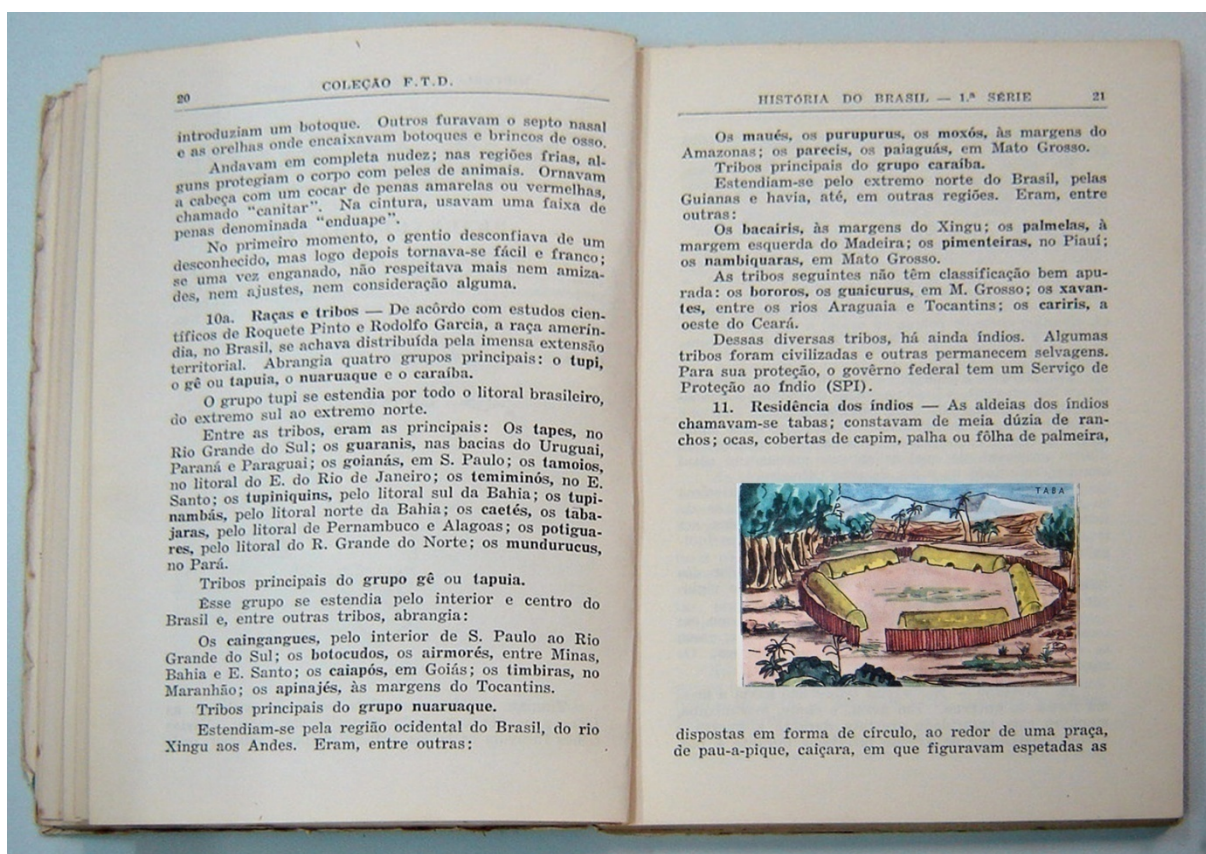 20
COLEÇÃO F.T.D.
introduziam um botoque. Outros furavam o septo nasal
e as orelhas onde encaixavam botoques e brincos de osso.
Andavam em completa nudez; nas regiões frias, al-
guns protegiam o corpo com peles de animais. Ornavam
a cabeça com um cocar de penas amarelas ou vermelhas,
chamado "canitar". Na cintura, usavam uma faixa de
penas denominada "enduape".
No primeiro momento, o gentio desconfiava de um
desconhecido, mas logo depois tornava-se fácil e franco;
se uma vez enganado, não respeitava mais nem amiza-
des, nem ajustes, nem consideração alguma.
10a. Raças e tribos — De acôrdo com estudos cien-
tíficos de Roquete Pinto e Rodolfo Garcia, a raça amerín-
dia, no Brasil, se achava distribuída pela imensa extensão
territorial. Abrangia quatro grupos principais: o tupi,
o gê ou tapuia, o nuaruaque e o caraíba.
O grupo tupi se estendia por todo o litoral brasileiro,
do extremo sul ao extremo norte.
Entre as tribos, eram as principais: Os tapes, no
Rio Grande do Sul; os guaranis, nas bacias do Uruguai,
Paraná e Paraguai; os goianás, em S. Paulo; os tamoios,
no litoral do E. do Rio de Janeiro; os temiminós, no E.
Santo; os tupiniquins, pelo litoral sul da Bahia; os tupi-
nambás, pelo litoral norte da Bahia; os caetés, os taba-
jaras, pelo litoral de Pernambuco e Alagoas; os potigua-
res, pelo litoral do R. Grande do Norte; os mundurucus,
no Pará.
Tribos principais do grupo gê ou tapuia.
Êsse grupo se estendia pelo interior e centro do
Brasil e, entre outras tribos, abrangia:
Os caingangues, pelo interior de S. Paulo ao Rio
Grande do Sul; os botocudos, os airmorés, entre Minas,
Bahia e E. Santo; os caiapós, em Goiás; os timbiras, no
Maranhão; os apinajés, às margens do Tocantins.
Tribos principais do grupo nuaruaque.
Estendiam-se pela região ocidental do Brasil, do rio
Xingu aos Andes. Eram, entre outras:
HISTÓRIA DO BRASIL — 1.ª SÉRIE
21
Os maués, os purupurus, os moxós, às margens do
Amazonas; os parecis, os paiaguás, em Mato Grosso.
Tribos principais do grupo caraíba.
Estendiam-se pelo extremo norte do Brasil, pelas
Guianas e havia, até, em outras regiões. Eram, entre
outras:
Os bacairis, às margens do Xingu; os palmelas, à
margem esquerda do Madeira; os pimenteiras, no Piauí;
os nambiquaras, em Mato Grosso.
As tribos seguintes não têm classificação bem apu-
rada: os bororos, os guaicurus, em M. Grosso; os xavan-
tes, entre os rios Araguaia e Tocantins; os cariris, a
oeste do Ceará.
Dessas diversas tribos, há ainda índios. Algumas
tribos foram civilizadas e outras permanecem selvagens.
Para sua proteção, o govêrno federal tem um Serviço de
Proteção ao Índio (SPI).
11. Residência dos índios — As aldeias dos índios
chamavam-se tabas; constavam de meia dúzia de ran-
chos; ocas, cobertas de capim, palha ou fôlha de palmeira,
TABA
dispostas em forma de círculo, ao redor de uma praça,
de pau-a-pique, caiçara, em que figuravam espetadas as